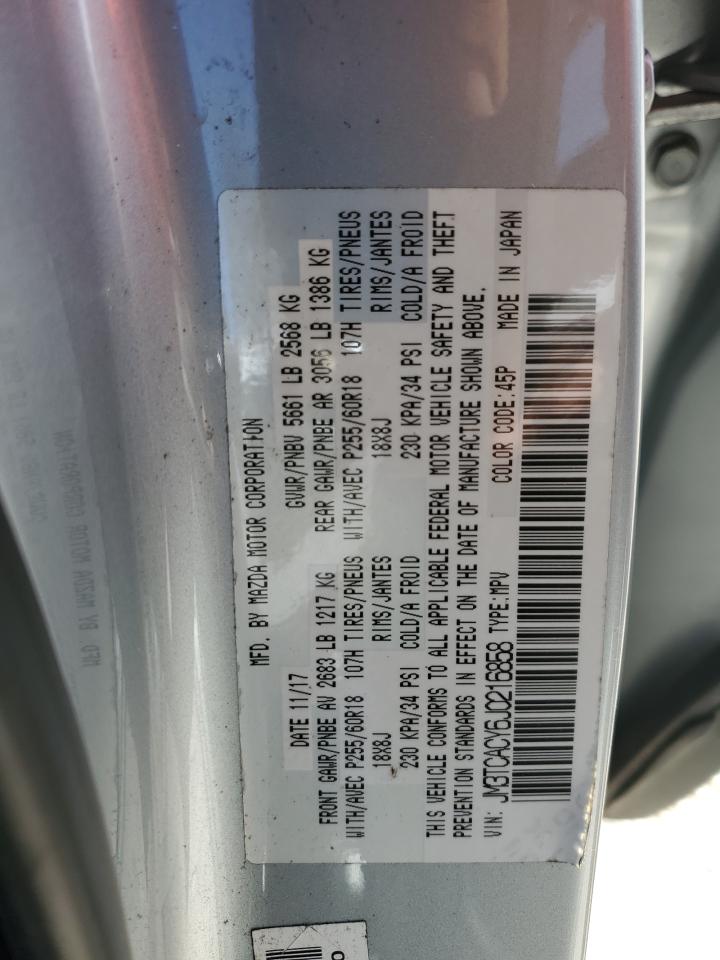 MFD. BY MAZDA MOTOR CORPORATION
DATE 11/17 GVWR/PNBV 5661 LB 2568 KG
FRONT GAWR/PNBE AV 2683 LB 1217 KG REAR GAWR/PNBE AR 3056 LB 1386 KG
WITH/AVEC P255/60R18 107H TIRES/PNEUS WITH/AVEC P255/60R18 107H TIRES/PNEUS
18X8J RIMS/JANTES 18X8J RIMS/JANTES
230 KPA/34 PSI COLD/A FROID 230 KPA/34 PSI COLD/A FROID
THIS VEHICLE CONFORMS TO ALL APPLICABLE FEDERAL MOTOR VEHICLE SAFETY AND THEFT
PREVENTION STANDARDS IN EFFECT ON THE DATE OF MANUFACTURE SHOWN ABOVE.
VIN: JM3TCACY6J0216858 TYPE:MPV COLOR CODE:45P MADE IN JAPAN